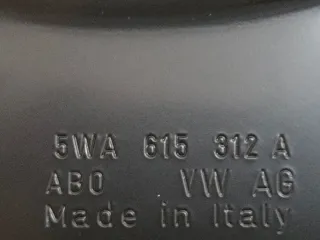 5WA 615 312 A
ABO VW AG
Made in Italy